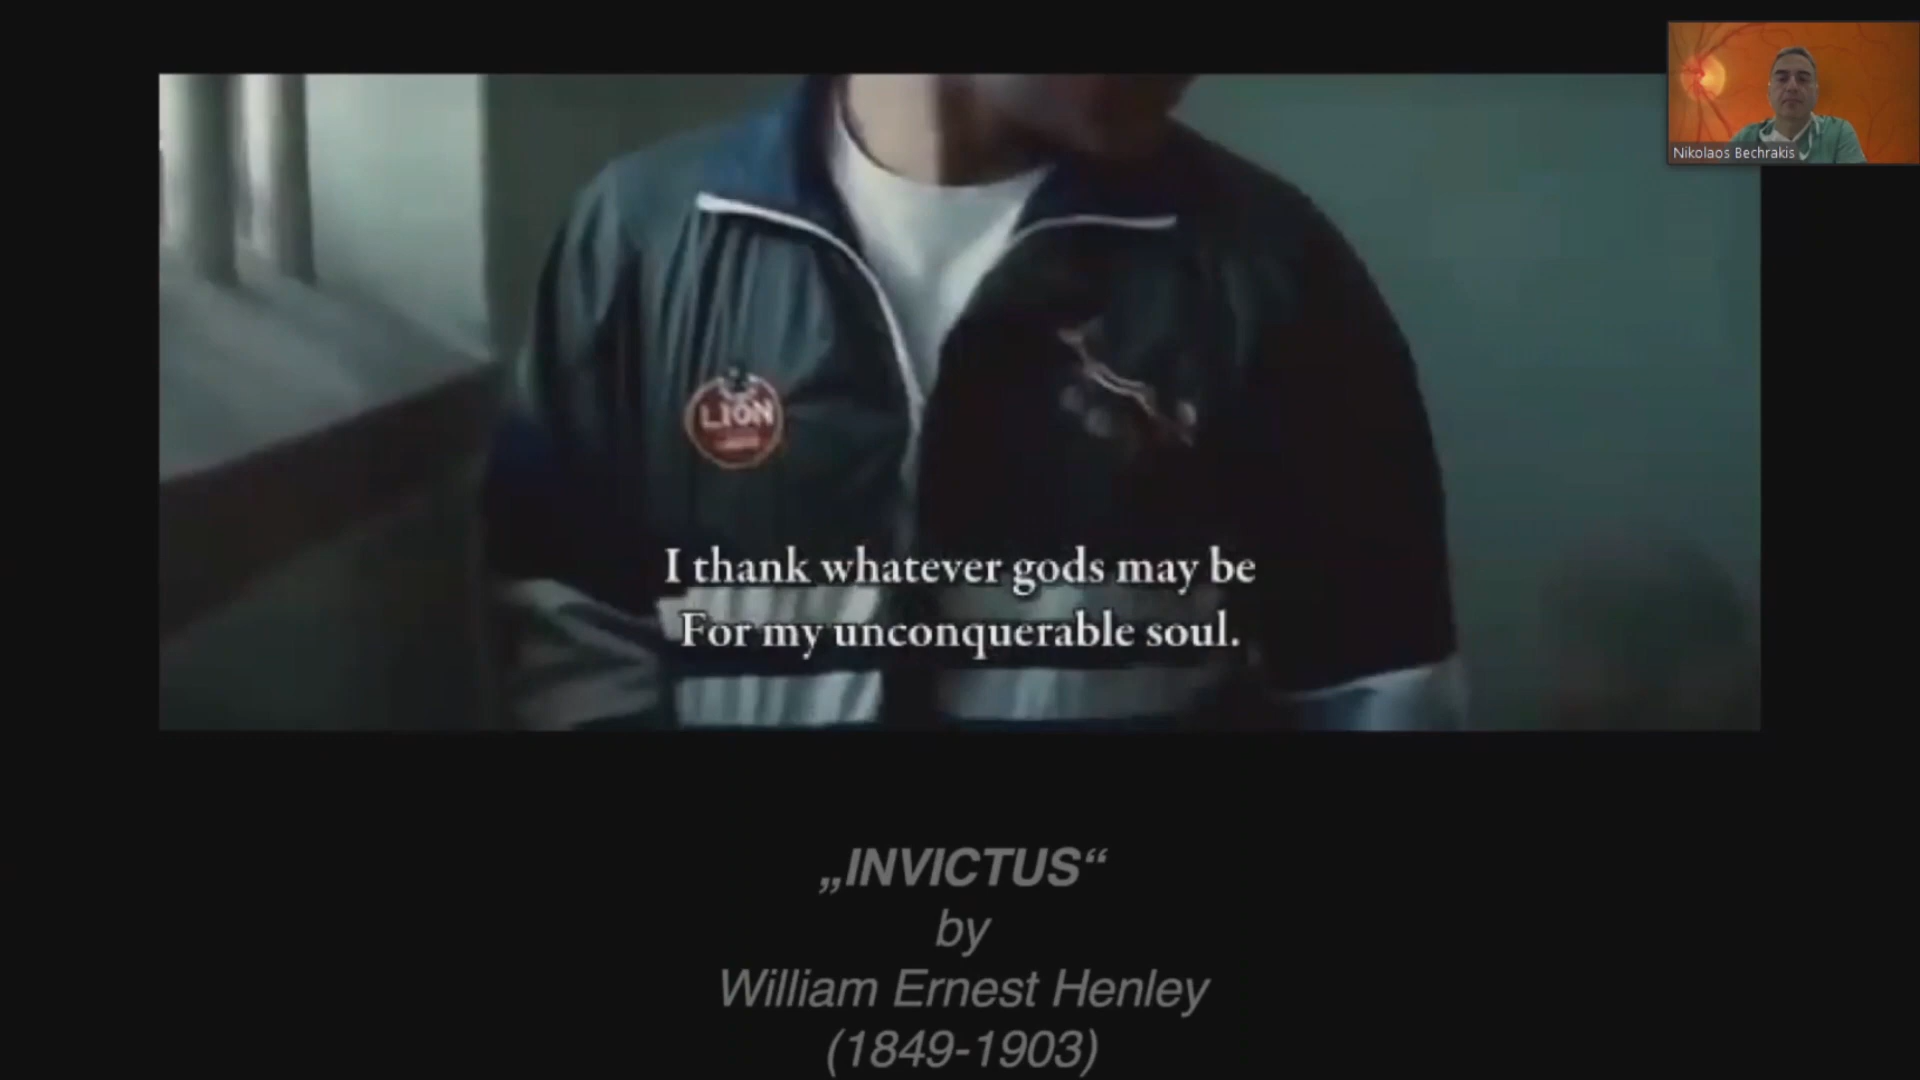 Nikolaos Bechrakis
LION
I thank whatever gods may be
For my unconquerable soul.
„INVICTUS“
by
William Ernest Henley
(1849-1903)